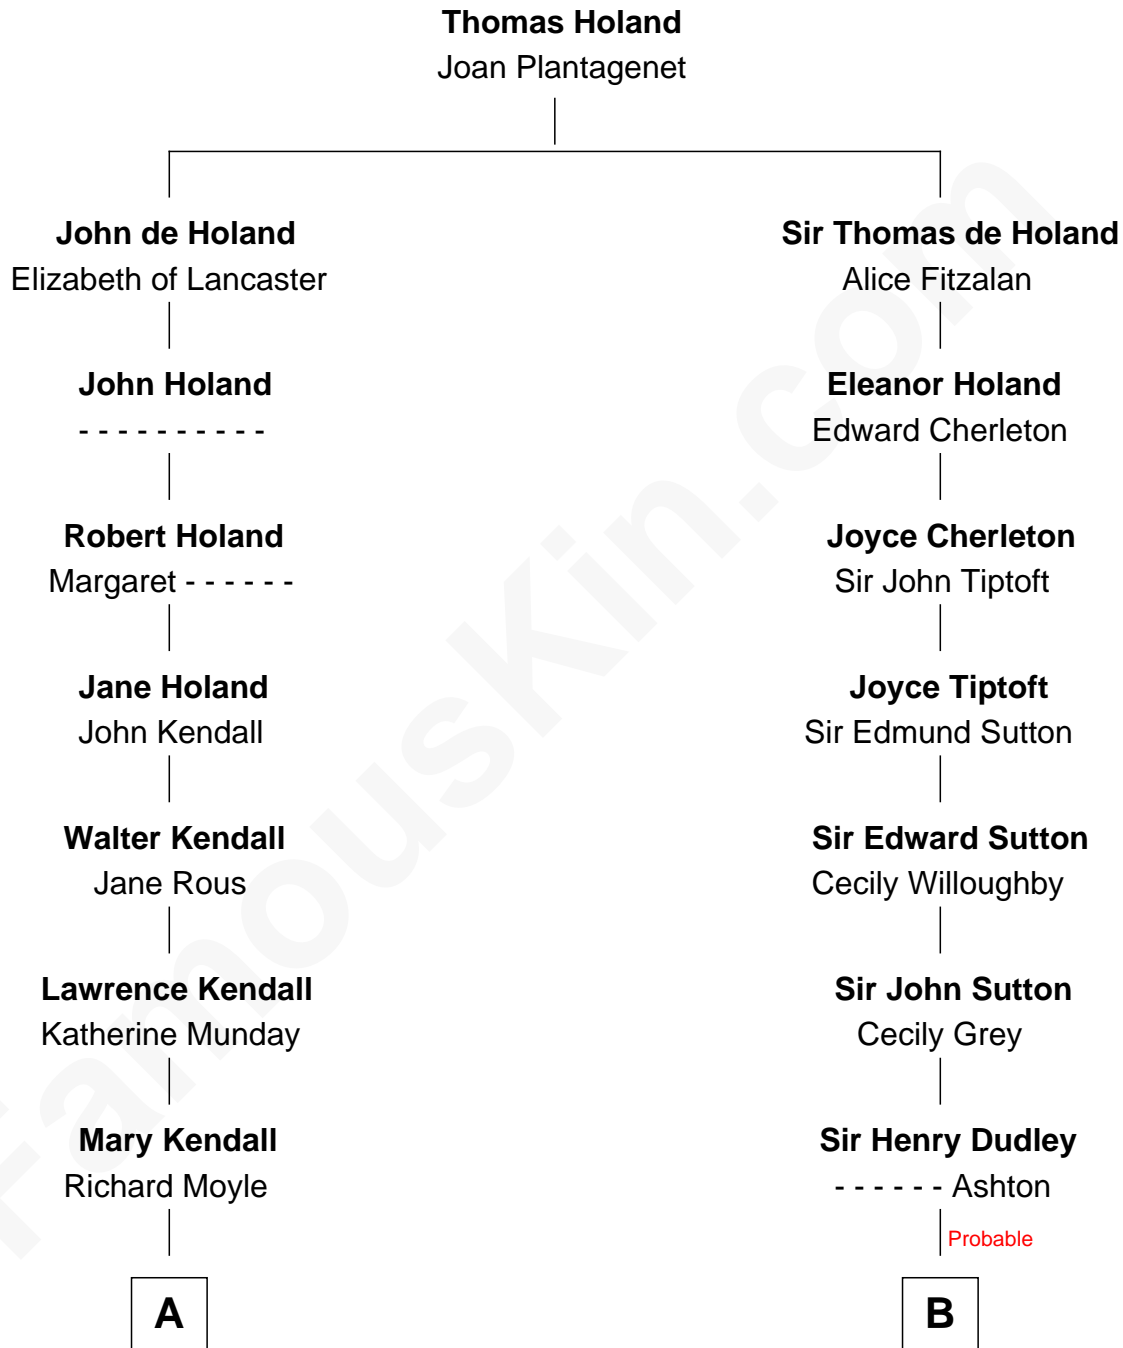 Thomas Holand
Joan Plantagenet
John de Holand
Elizabeth of Lancaster
Sir Thomas de Holand
Alice Fitzalan
John Holand
- - - - - - - - - -
Eleanor Holand
Edward Cherleton
Robert Holand
Margaret - - - - - -
Joyce Cherleton
Sir John Tiptoft
Jane Holand
John Kendall
Joyce Tiptoft
Sir Edmund Sutton
Walter Kendall
Jane Rous
Sir Edward Sutton
Cecily Willoughby
Lawrence Kendall
Katherine Munday
Sir John Sutton
Cecily Grey
Mary Kendall
Richard Moyle
Sir Henry Dudley
- - - - - - Ashton
Probable
A
B
FamousKin.com